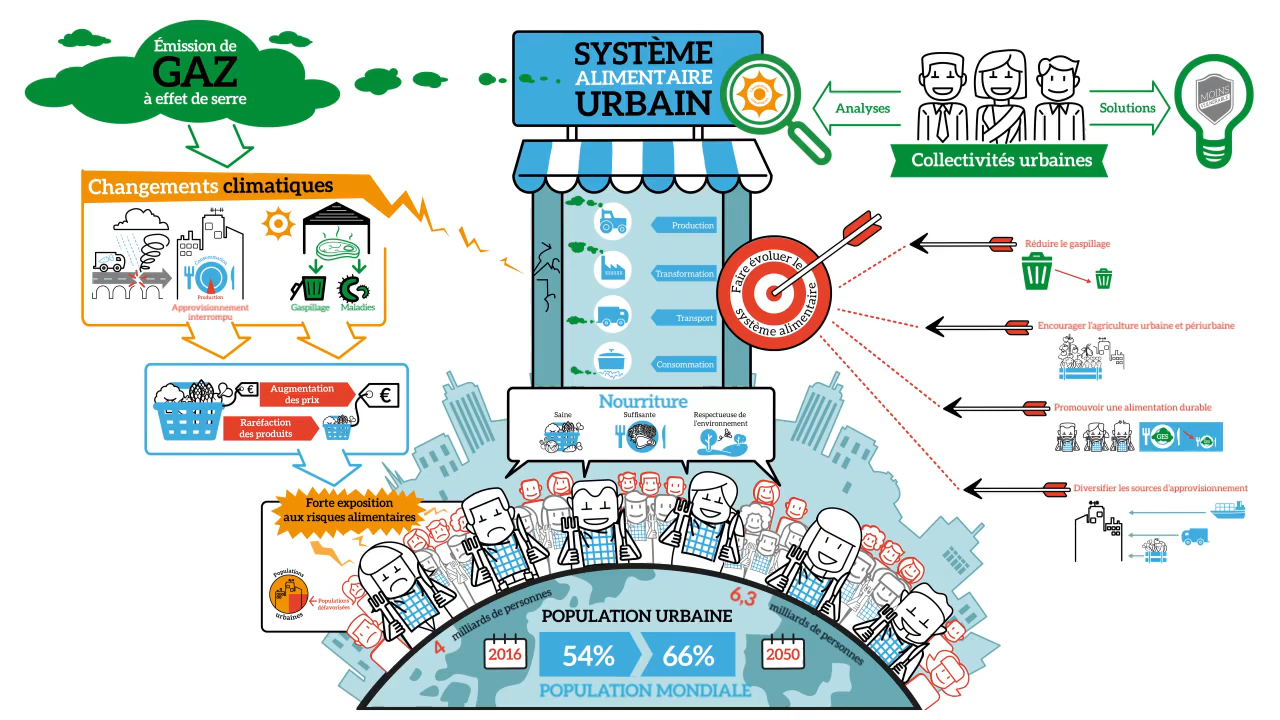 Émission de
GAZ
à effet de serre
SYSTÈME
ALIMENTAIRE
URBAIN
Analyses
Solutions
MOINS
VULNÉRABLE
Collectivités urbaines
Changements climatiques
Consommation
Production
Approvisionnement
interrompu
Gaspillage
Maladies
Production
Transformation
Transport
Consommation
Faire évoluer le
système alimentaire
Réduire le gaspillage
Encourager l'agriculture urbaine et périurbaine
Promouvoir une alimentation durable
GES
Diversifier les sources d'approvisionnement
€
Augmentation
des prix
€
Raréfaction
des produits
Nourriture
Saine
Suffisante
Respectueuse de
l'environnement
Forte exposition
aux risques alimentaires
Populations
urbaines
Populations
défavorisées
4 milliards de personnes
6,3 milliards de personnes
POPULATION URBAINE
2016
54%
66%
2050
POPULATION MONDIALE